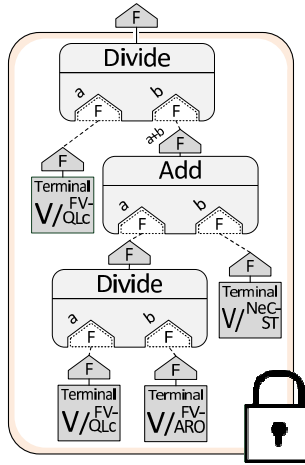 F
Divide
a b
F F
a+b
F F
Terminal
V/FV-QLc
Add
a b
F F
F F
Divide
a b
F F
Terminal
V/NeC-ST
F F
Terminal Terminal
V/FV-QLc V/FV-ARO